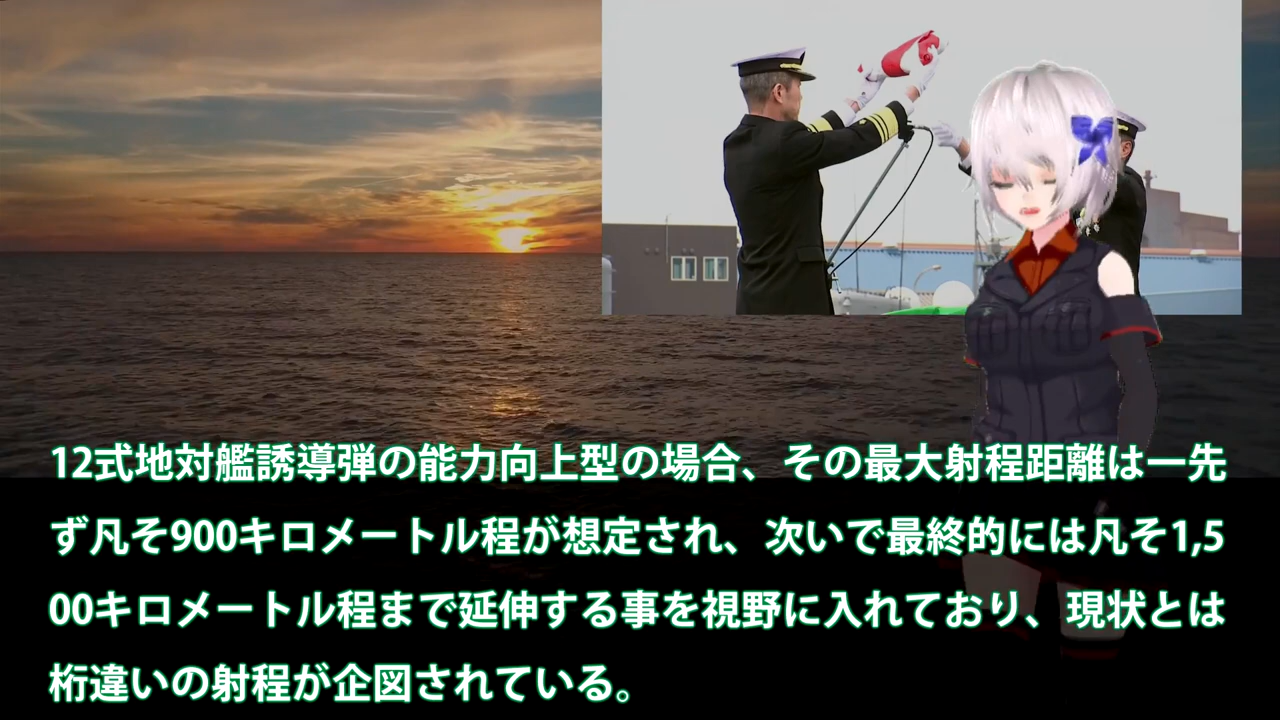 12式地対艦誘導弾の能力向上型の場合、その最大射程距離は一先
ず凡そ900キロメートル程が想定され、次いで最終的には凡そ1,5
00キロメートル程まで延伸する事を視野に入れており、現状とは
桁違いの射程が企図されている。